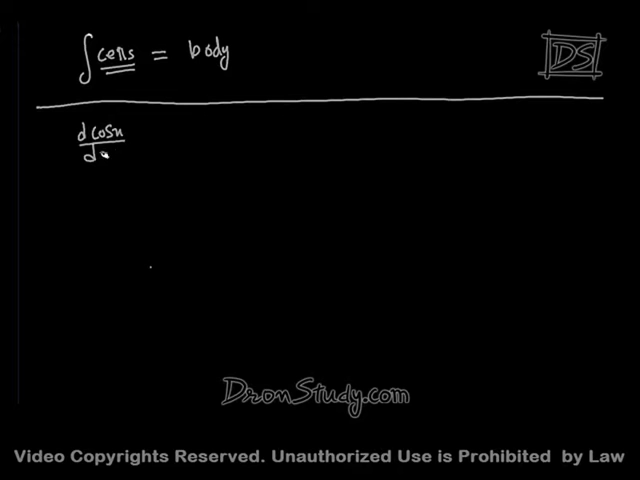 ∫ cells = body
DS
d cosx
d
DronStudy.com
Video Copyrights Reserved. Unauthorized Use is Prohibited by Law